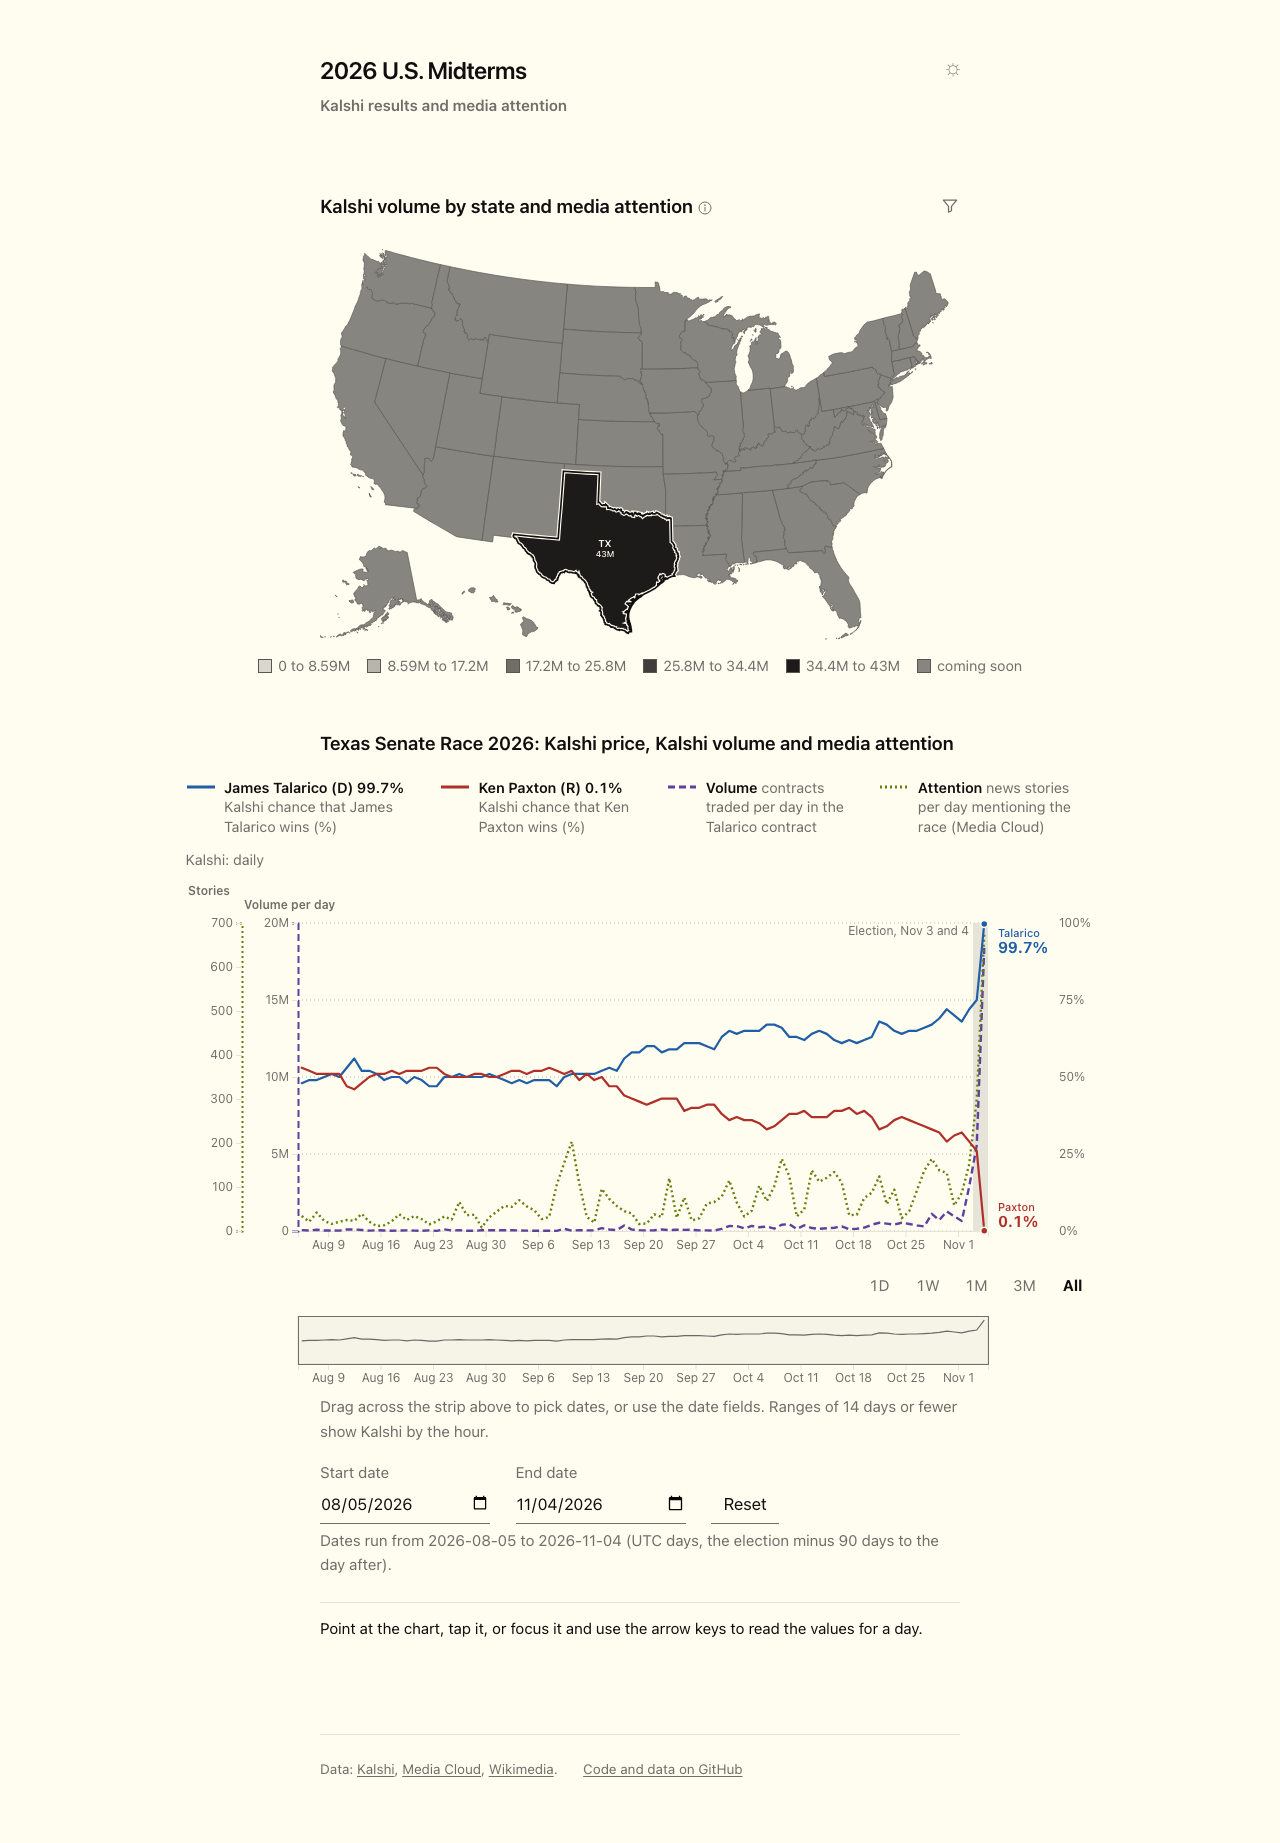 2026 U.S. Midterms
Kalshi results and media attention
Kalshi volume by state and media attention
TX
43M
0 to 8.59M 8.59M to 17.2M 17.2M to 25.8M 25.8M to 34.4M 34.4M to 43M coming soon
Texas Senate Race 2026: Kalshi price, Kalshi volume and media attention
James Talarico (D) 99.7%
Kalshi chance that James
Talarico wins (%)
Ken Paxton (R) 0.1%
Kalshi chance that Ken
Paxton wins (%)
Volume contracts
traded per day in the
Talarico contract
Attention news stories
per day mentioning the
race (Media Cloud)
Kalshi: daily
Stories
Volume per day
700 20M 100%
Election, Nov 3 and 4
Talarico
99.7%
600
15M 75%
500
400
10M 50%
300
200
5M 25%
100
Paxton
0.1%
0 0 0%
Aug 9 Aug 16 Aug 23 Aug 30 Sep 6 Sep 13 Sep 20 Sep 27 Oct 4 Oct 11 Oct 18 Oct 25 Nov 1
1D 1W 1M 3M All
Aug 9 Aug 16 Aug 23 Aug 30 Sep 6 Sep 13 Sep 20 Sep 27 Oct 4 Oct 11 Oct 18 Oct 25 Nov 1
Drag across the strip above to pick dates, or use the date fields. Ranges of 14 days or fewer
show Kalshi by the hour.
Start date End date
08/05/2026 11/04/2026 Reset
Dates run from 2026-08-05 to 2026-11-04 (UTC days, the election minus 90 days to the
day after).
Point at the chart, tap it, or focus it and use the arrow keys to read the values for a day.
Data: Kalshi, Media Cloud, Wikimedia. Code and data on GitHub